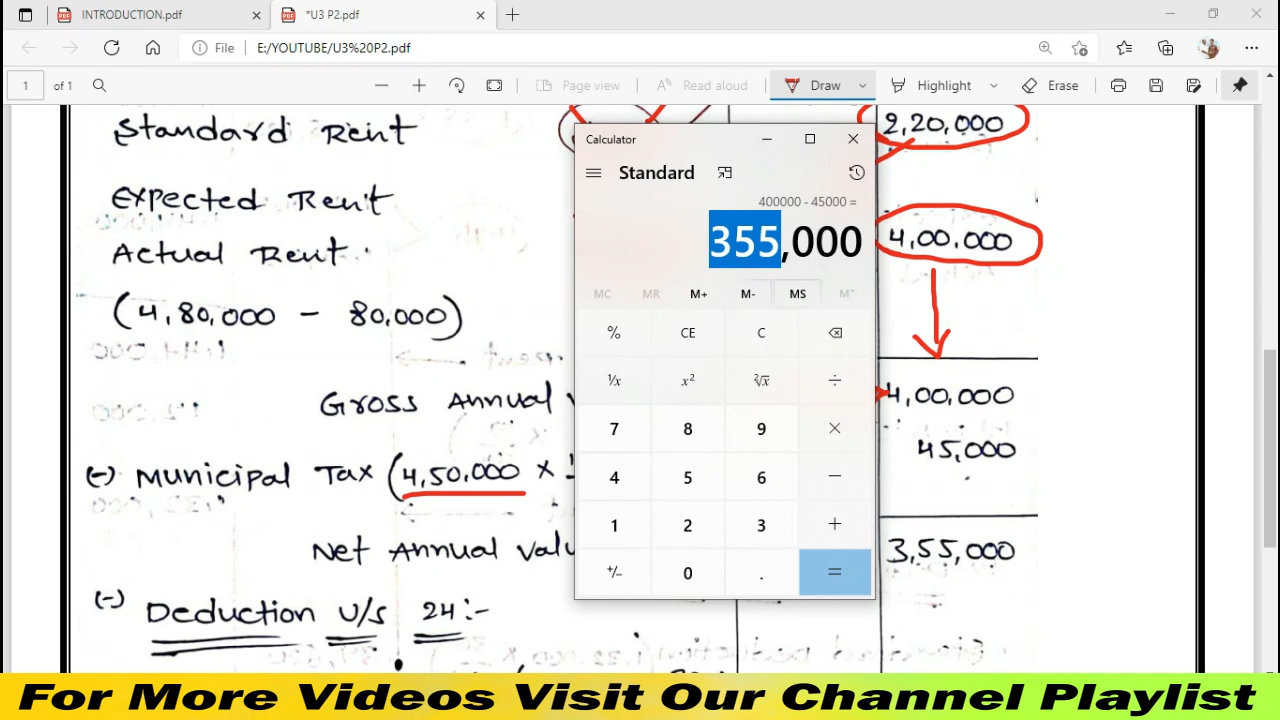 INTRODUCTION.pdf
*U3 P2.pdf
File E:/YOUTUBE/U3%20P2.pdf
1 of 1 Page view Read aloud Draw Highlight Erase
Standard Rent 2,20,000
Expected Rent
Actual Rent 4,00,000
(4,80,000 - 80,000)
Gross Annual 4,00,000
(-) Municipal Tax (4,50,000 × 45,000
Net Annual Valu 3,55,000
(-) Deduction U/s 24:-
Calculator
Standard
400000 - 45000 =
355,000
MC MR M+ M- MS M˅
% CE C ⌫
¹/x x² ²√x ÷
7 8 9 ×
4 5 6 −
1 2 3 +
+/− 0 . =
For More Videos Visit Our Channel Playlist